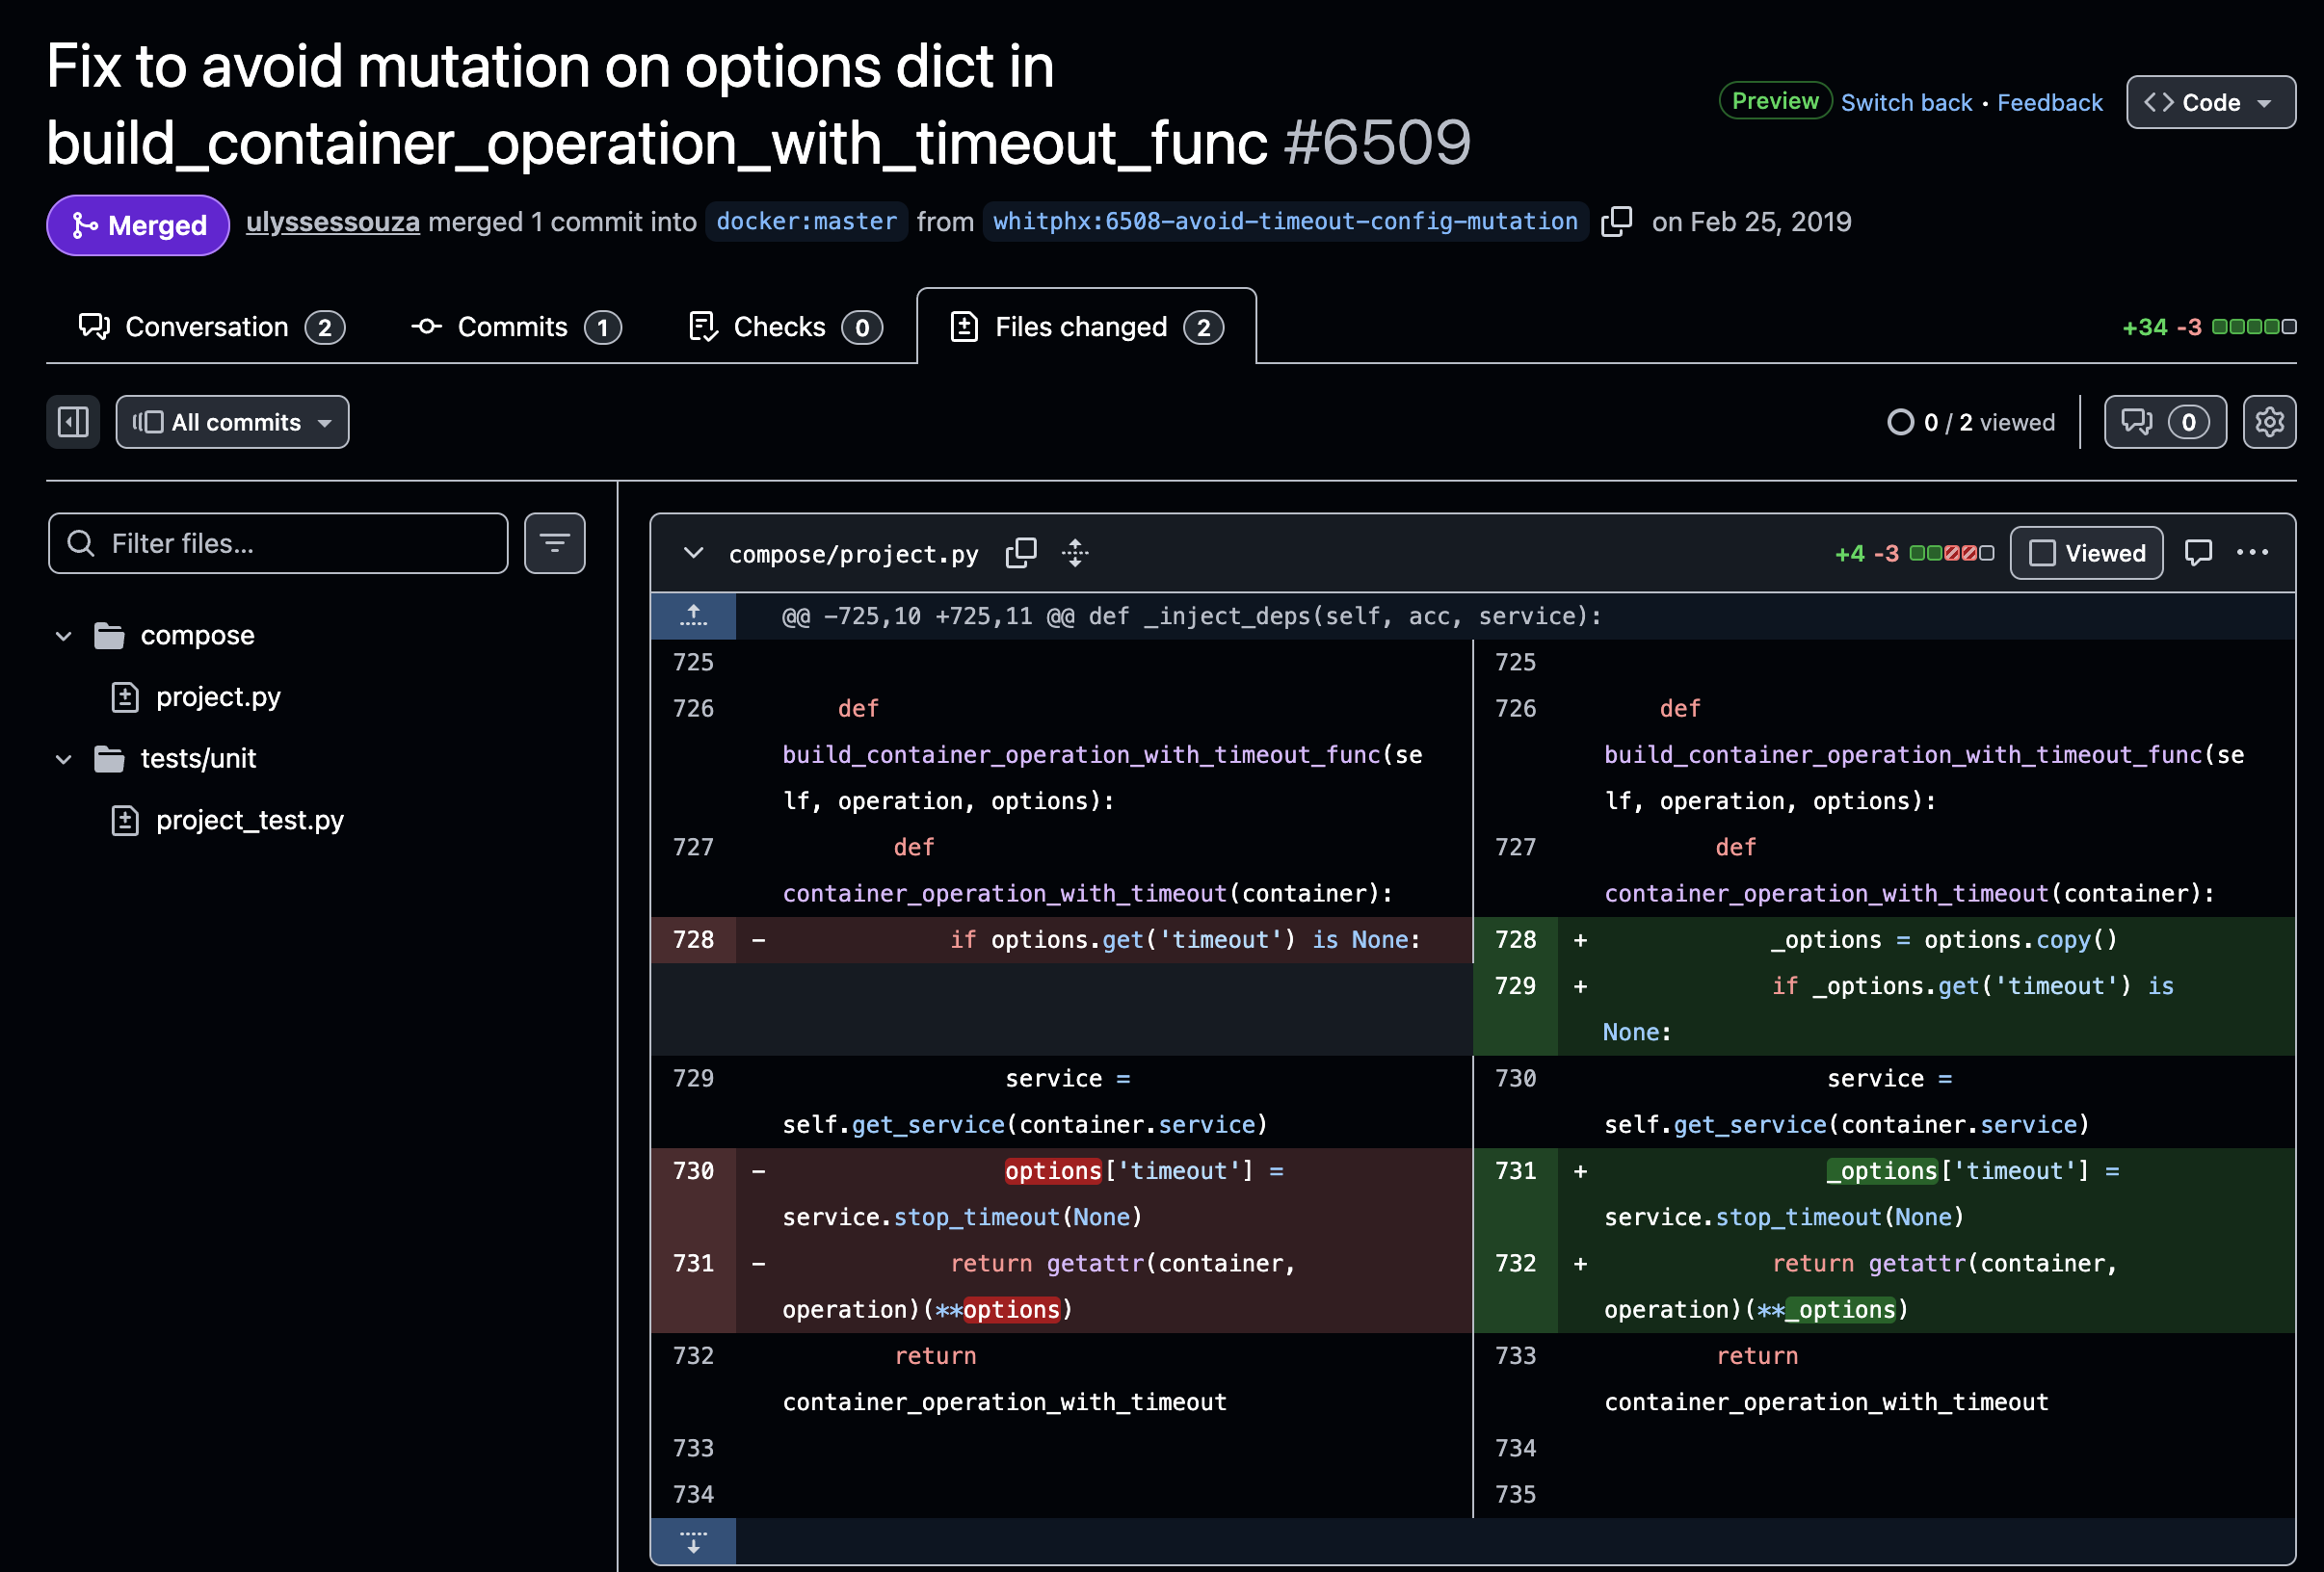 Fix to avoid mutation on options dict in
build_container_operation_with_timeout_func #6509
Preview Switch back • Feedback <> Code
Merged ulyssessouza merged 1 commit into docker:master from whitphx:6508-avoid-timeout-config-mutation on Feb 25, 2019
Conversation 2 Commits 1 Checks 0 Files changed 2 +34 -3
All commits 0 / 2 viewed 0
Filter files...
compose
project.py
tests/unit
project_test.py
compose/project.py +4 -3 Viewed
@@ -725,10 +725,11 @@ def _inject_deps(self, acc, service):
725
726 def
build_container_operation_with_timeout_func(se
lf, operation, options):
727 def
container_operation_with_timeout(container):
728 - if options.get('timeout') is None:
729 service =
self.get_service(container.service)
730 - options['timeout'] =
service.stop_timeout(None)
731 - return getattr(container,
operation)(**options)
732 return
container_operation_with_timeout
733
734
725
726 def
build_container_operation_with_timeout_func(se
lf, operation, options):
727 def
container_operation_with_timeout(container):
728 + _options = options.copy()
729 + if _options.get('timeout') is
None:
730 service =
self.get_service(container.service)
731 + _options['timeout'] =
service.stop_timeout(None)
732 + return getattr(container,
operation)(**_options)
733 return
container_operation_with_timeout
734
735